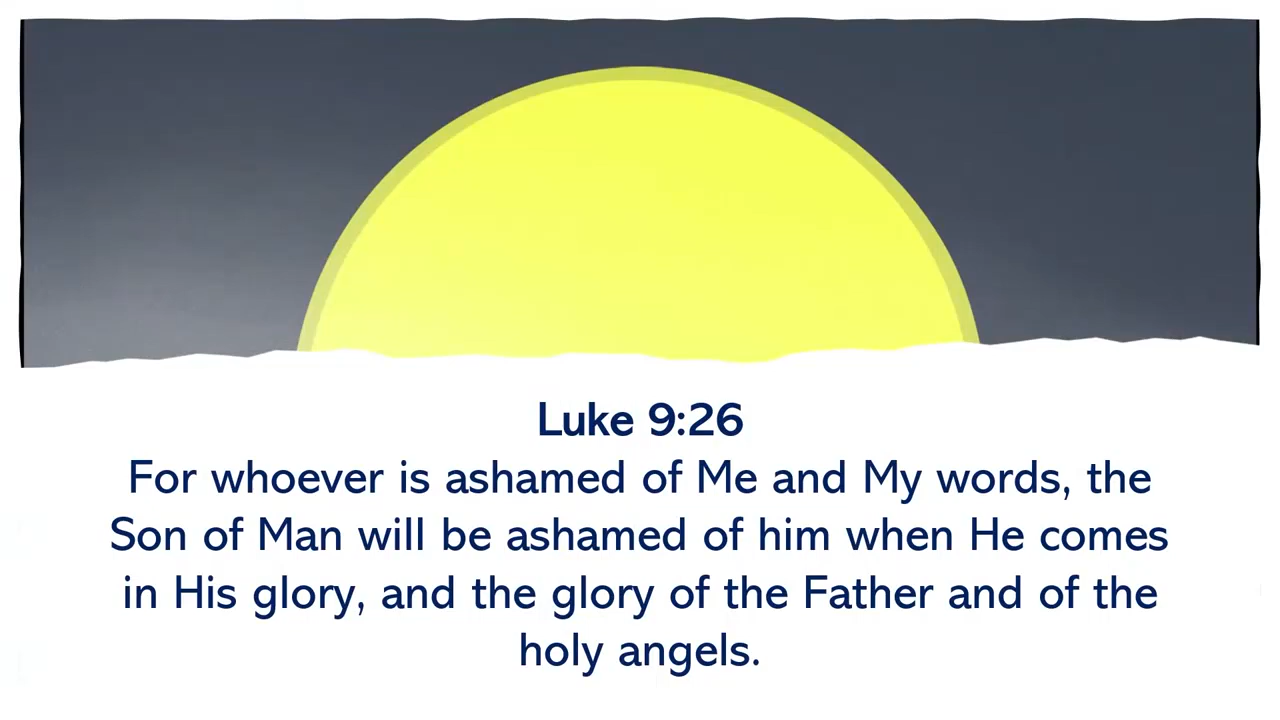 Luke 9:26
For whoever is ashamed of Me and My words, the
Son of Man will be ashamed of him when He comes
in His glory, and the glory of the Father and of the
holy angels.